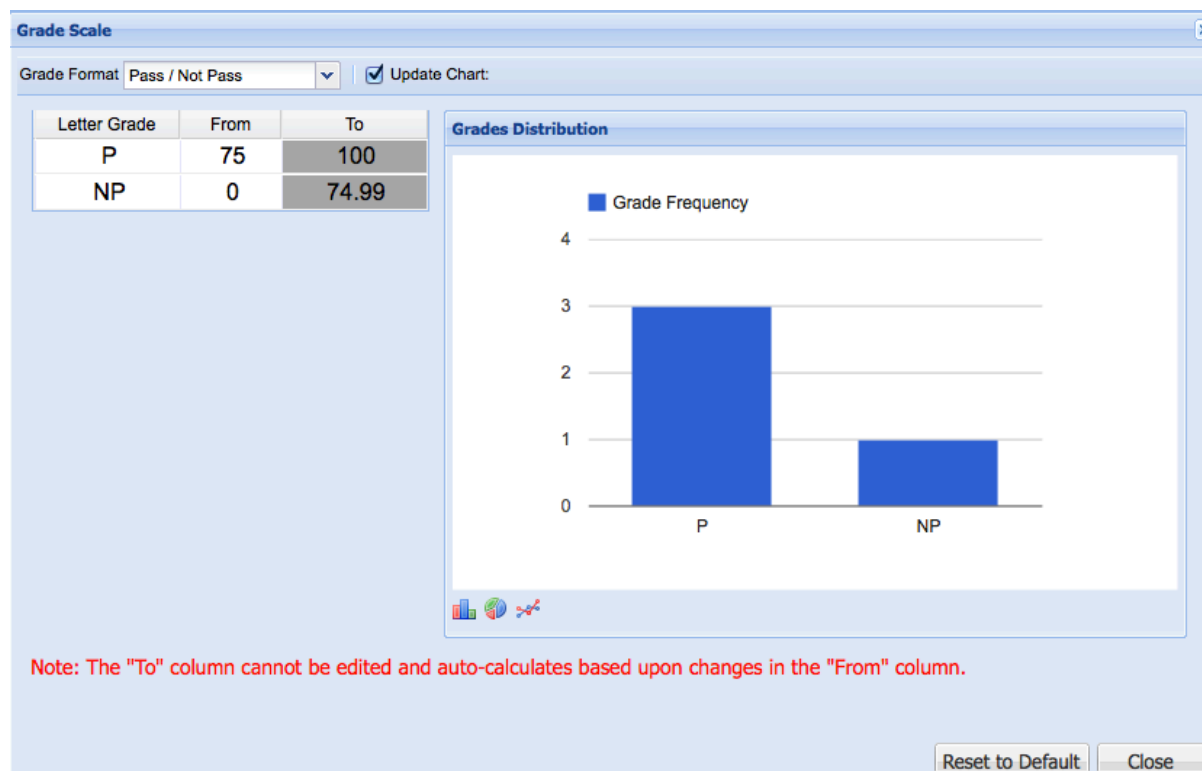 Grade Scale
Grade Format Pass / Not Pass Update Chart:
Letter Grade From To
P 75 100
NP 0 74.99
Grades Distribution
Grade Frequency
4
3
2
1
0
P NP
Note: The "To" column cannot be edited and auto-calculates based upon changes in the "From" column.
Reset to Default Close